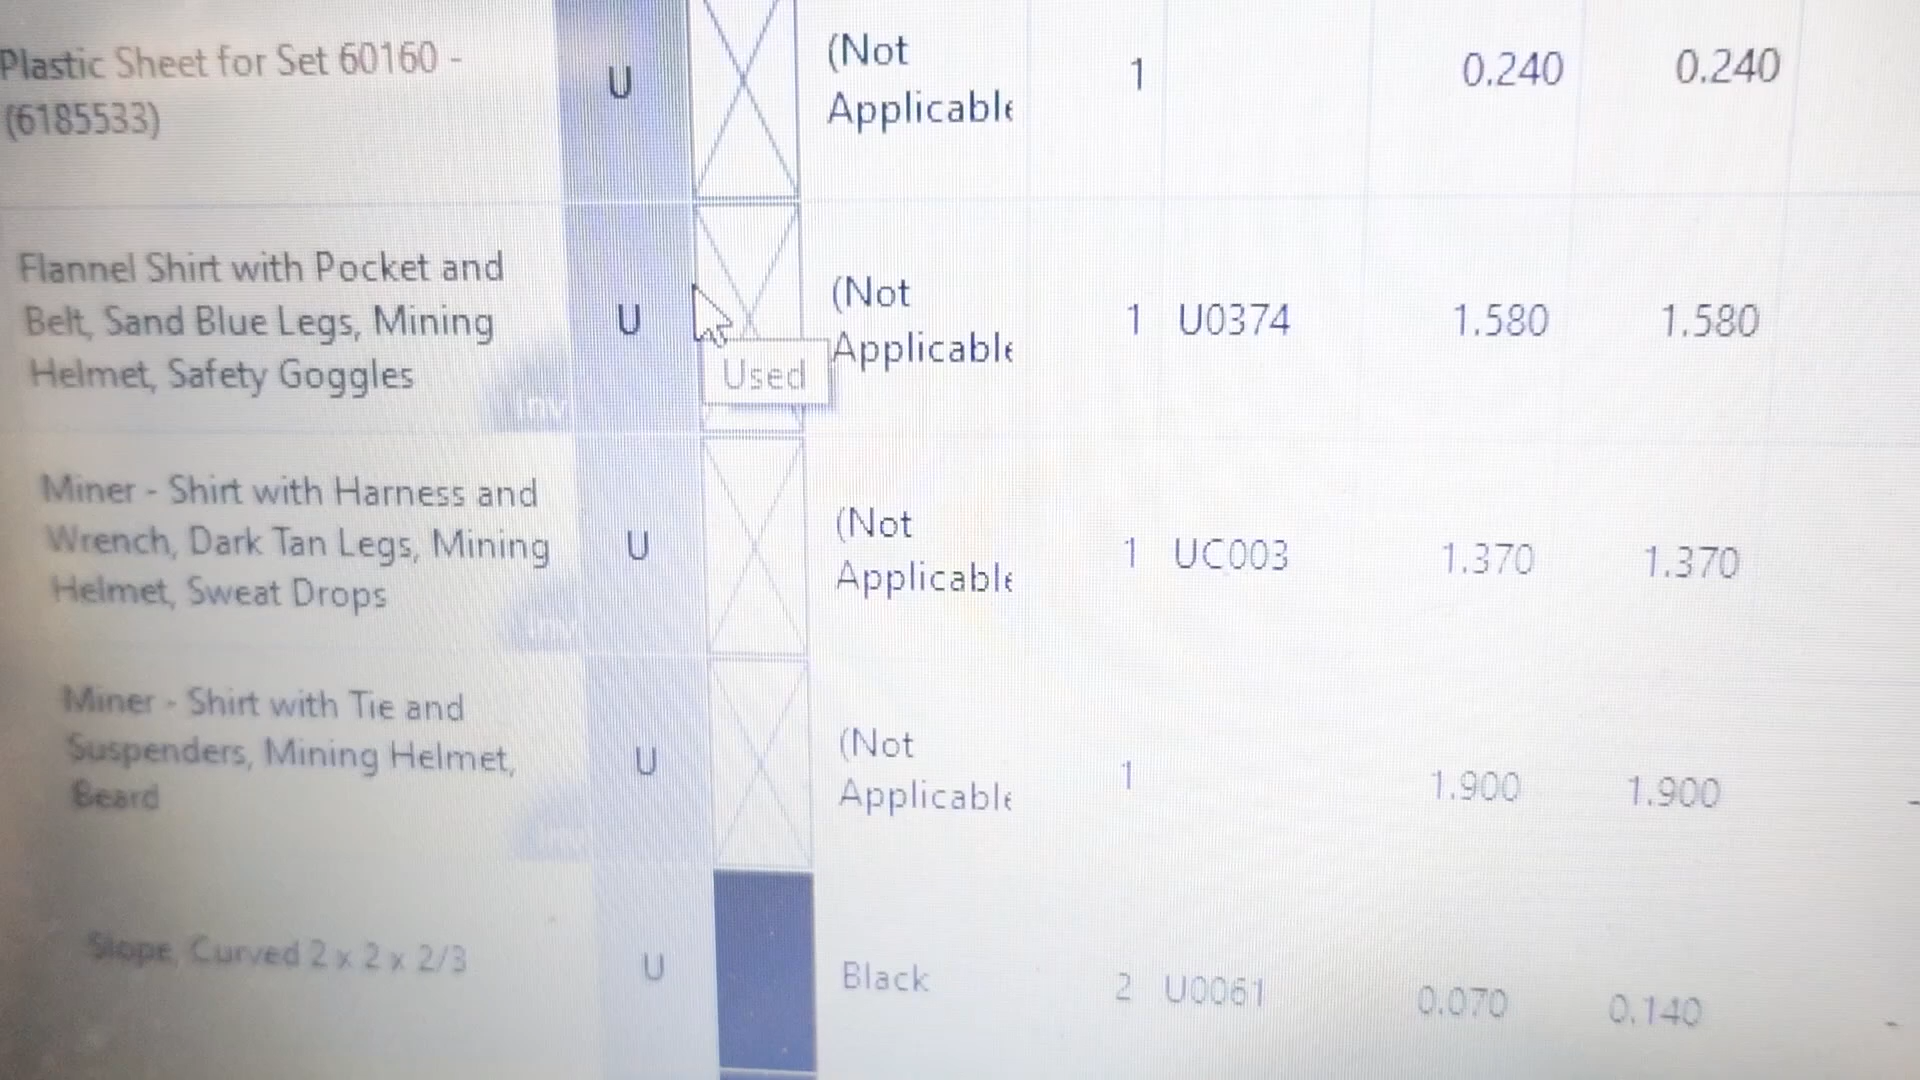 Plastic Sheet for Set 60160 -
(6185533)
U
(Not
Applicable
1
0.240
0.240
Flannel Shirt with Pocket and
Belt, Sand Blue Legs, Mining
Helmet, Safety Goggles
Inv
U
Used
(Not
Applicable
1
U0374
1.580
1.580
Miner - Shirt with Harness and
Wrench, Dark Tan Legs, Mining
Helmet, Sweat Drops
Inv
U
(Not
Applicable
1
UC003
1.370
1.370
Miner - Shirt with Tie and
Suspenders, Mining Helmet,
Beard
Inv
U
(Not
Applicable
1
1.900
1.900
Slope, Curved 2 x 2 x 2/3
U
Black
2
U0061
0.070
0.140